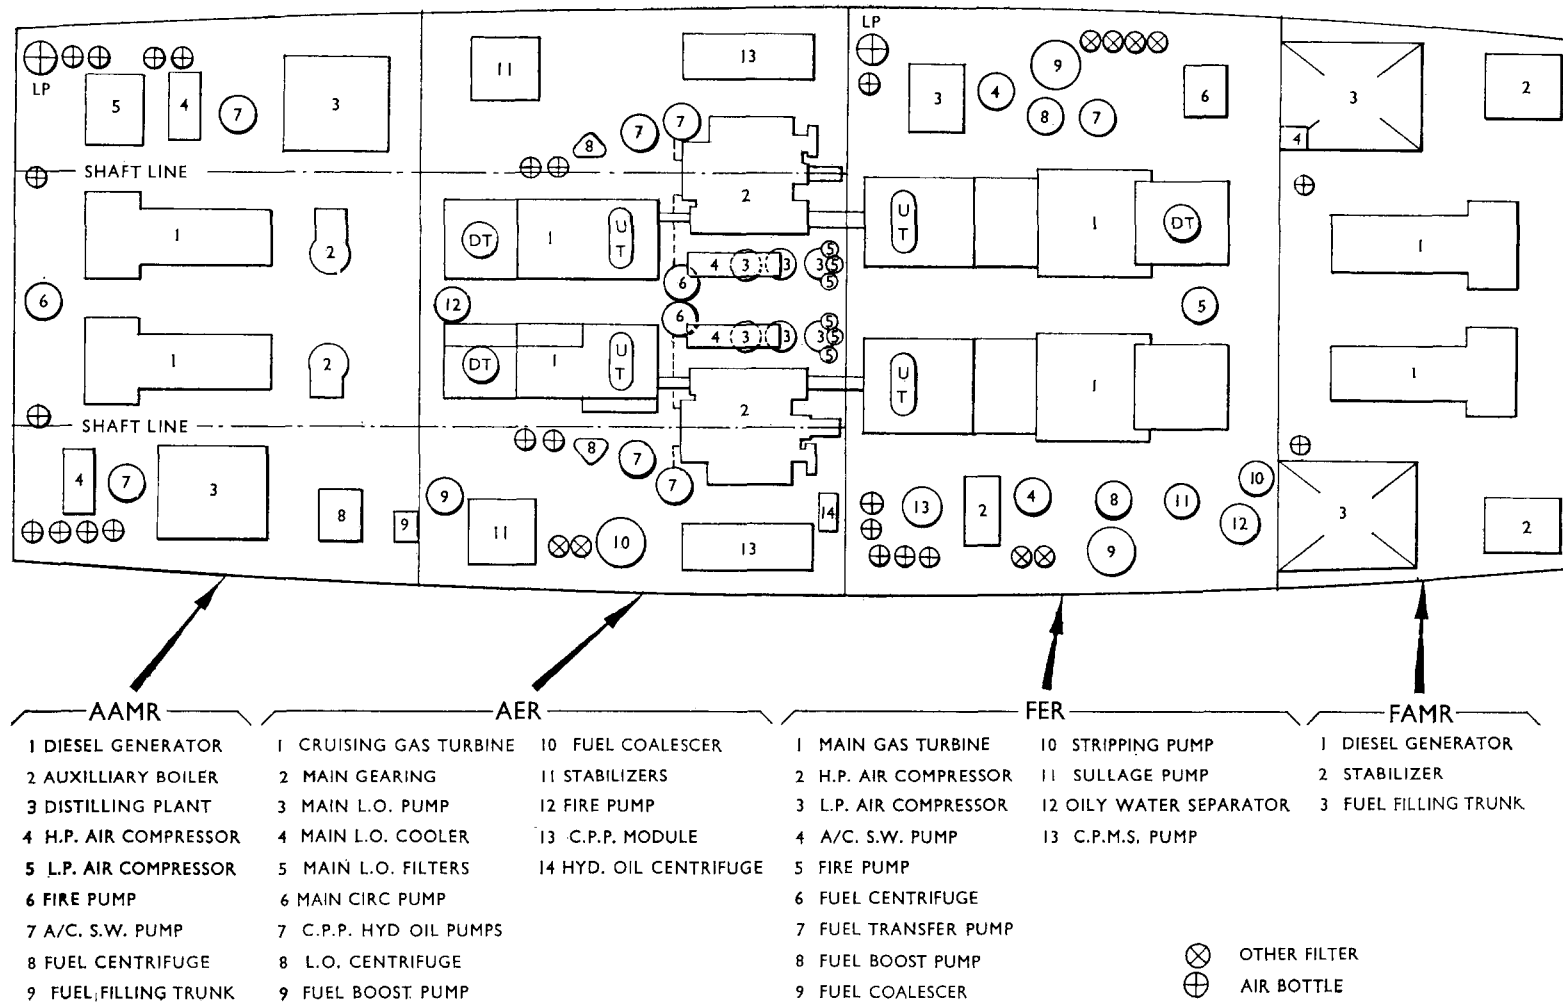 LP
5
4
7
3
SHAFT LINE
1
2
6
1
2
SHAFT LINE
4
7
3
8
9
11
13
7
7
8
2
DT
1
U
T
4
3
3
3
5
5
5
6
12
6
4
3
3
3
5
5
5
DT
1
U
T
2
8
7
7
9
11
10
13
14
LP
3
4
9
8
7
6
U
T
1
DT
5
U
T
1
13
2
4
8
9
11
10
12
3
2
4
1
1
3
2
AAMR
1 DIESEL GENERATOR
2 AUXILLIARY BOILER
3 DISTILLING PLANT
4 H.P. AIR COMPRESSOR
5 L.P. AIR COMPRESSOR
6 FIRE PUMP
7 A/C. S.W. PUMP
8 FUEL CENTRIFUGE
9 FUEL FILLING TRUNK
AER
1 CRUISING GAS TURBINE
2 MAIN GEARING
3 MAIN L.O. PUMP
4 MAIN L.O. COOLER
5 MAIN L.O. FILTERS
6 MAIN CIRC PUMP
7 C.P.P. HYD OIL PUMPS
8 L.O. CENTRIFUGE
9 FUEL BOOST PUMP
10 FUEL COALESCER
11 STABILIZERS
12 FIRE PUMP
13 C.P.P. MODULE
14 HYD. OIL CENTRIFUGE
FER
1 MAIN GAS TURBINE
2 H.P. AIR COMPRESSOR
3 L.P. AIR COMPRESSOR
4 A/C. S.W. PUMP
5 FIRE PUMP
6 FUEL CENTRIFUGE
7 FUEL TRANSFER PUMP
8 FUEL BOOST PUMP
9 FUEL COALESCER
10 STRIPPING PUMP
11 SULLAGE PUMP
12 OILY WATER SEPARATOR
13 C.P.M.S. PUMP
FAMR
1 DIESEL GENERATOR
2 STABILIZER
3 FUEL FILLING TRUNK
OTHER FILTER
AIR BOTTLE